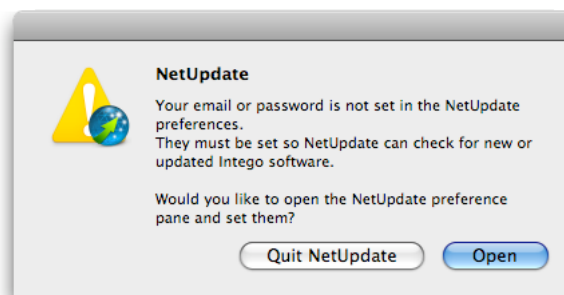 NetUpdate
Your email or password is not set in the NetUpdate
preferences.
They must be set so NetUpdate can check for new or
updated Intego software.
Would you like to open the NetUpdate preference
pane and set them?
Quit NetUpdate
Open